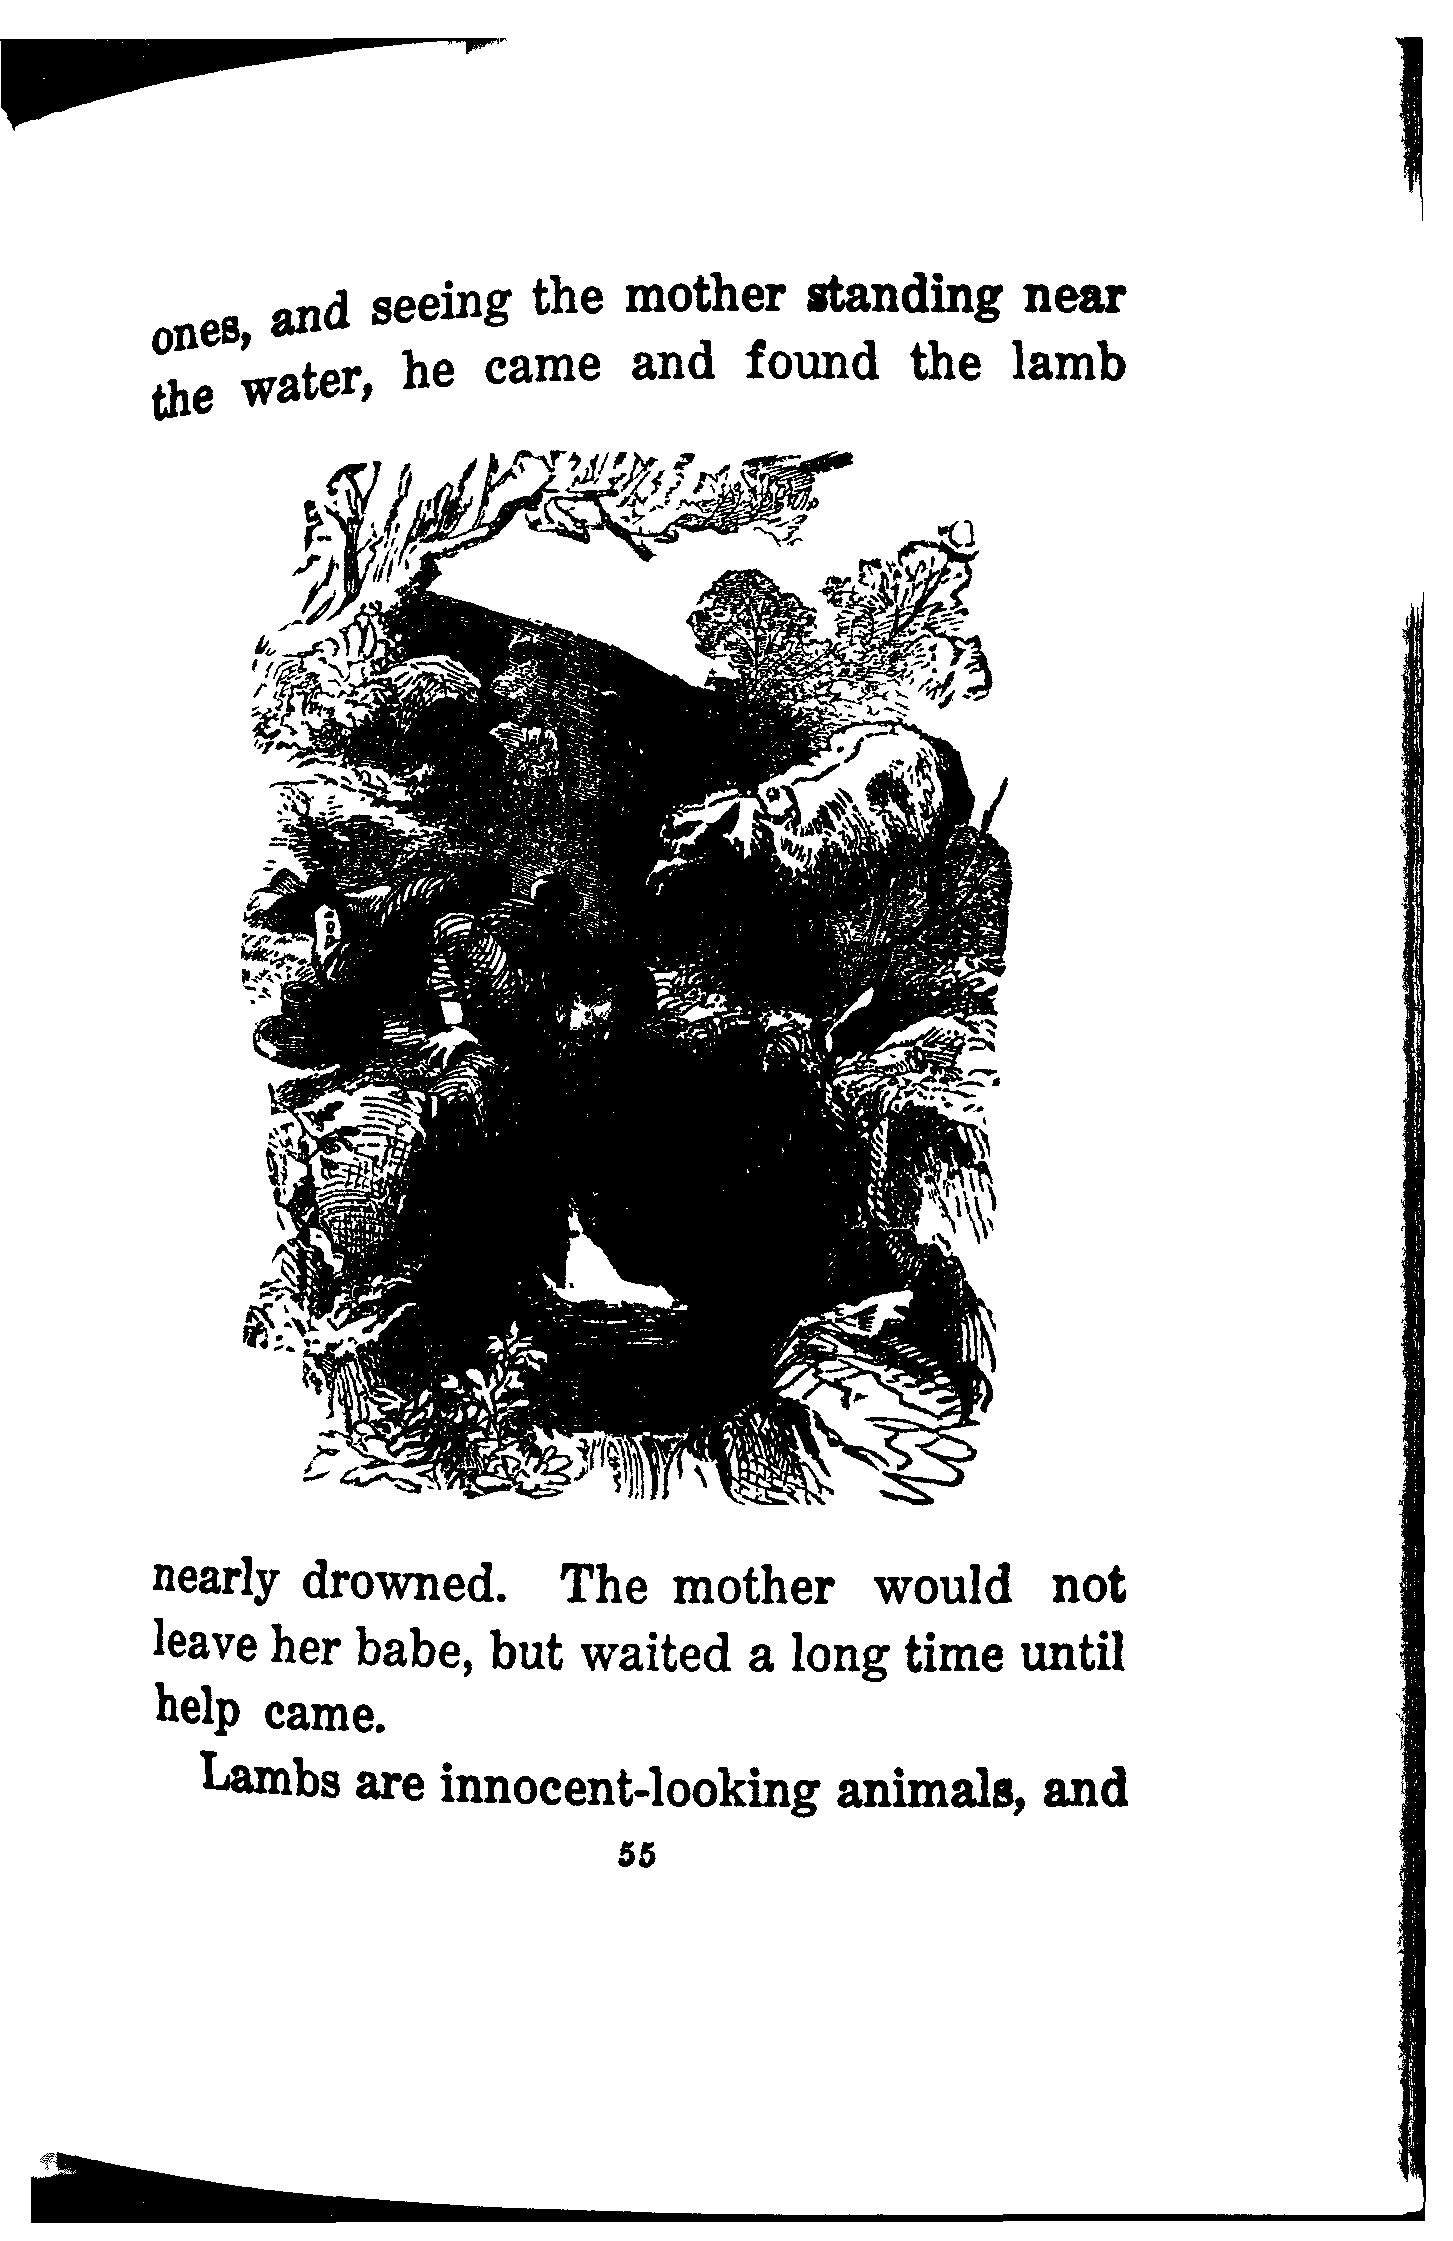 ones, and seeing the mother standing near
the water, he came and found the lamb
nearly drowned. The mother would not
leave her babe, but waited a long time until
help came.
Lambs are innocent-looking animals, and
55